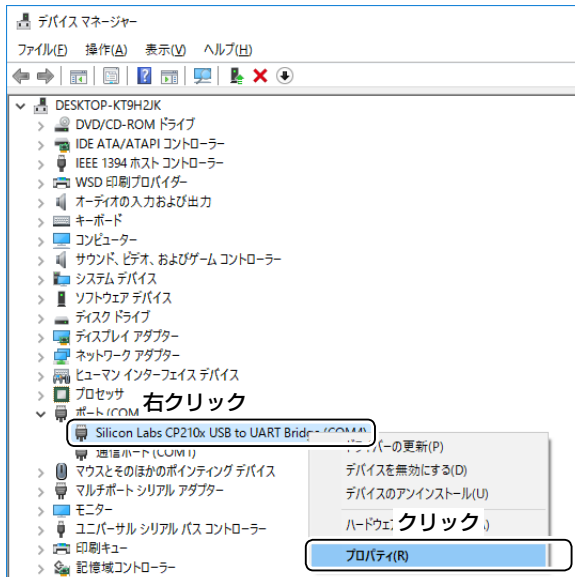 デバイス マネージャー
ファイル(F) 操作(A) 表示(V) ヘルプ(H)
DESKTOP-KT9H2JK
DVD/CD-ROM ドライブ
IDE ATA/ATAPI コントローラー
IEEE 1394 ホスト コントローラー
WSD 印刷プロバイダー
オーディオの入力および出力
キーボード
コンピューター
サウンド、ビデオ、およびゲーム コントローラー
システム デバイス
ソフトウェア デバイス
ディスク ドライブ
ディスプレイ アダプター
ネットワーク アダプター
ヒューマン インターフェイス デバイス
プロセッサ
ポート (COM
右クリック
Silicon Labs CP210x USB to UART Bridge (COM4)
ドライバーの更新(P)
通信ポート (COM1)
マウスとそのほかのポインティング デバイス
デバイスを無効にする(D)
マルチポート シリアル アダプター
デバイスのアンインストール(U)
モニター
ユニバーサル シリアル バス コントローラー
ハードウェ
クリック
印刷キュー
プロパティ(R)
記憶域コントローラー